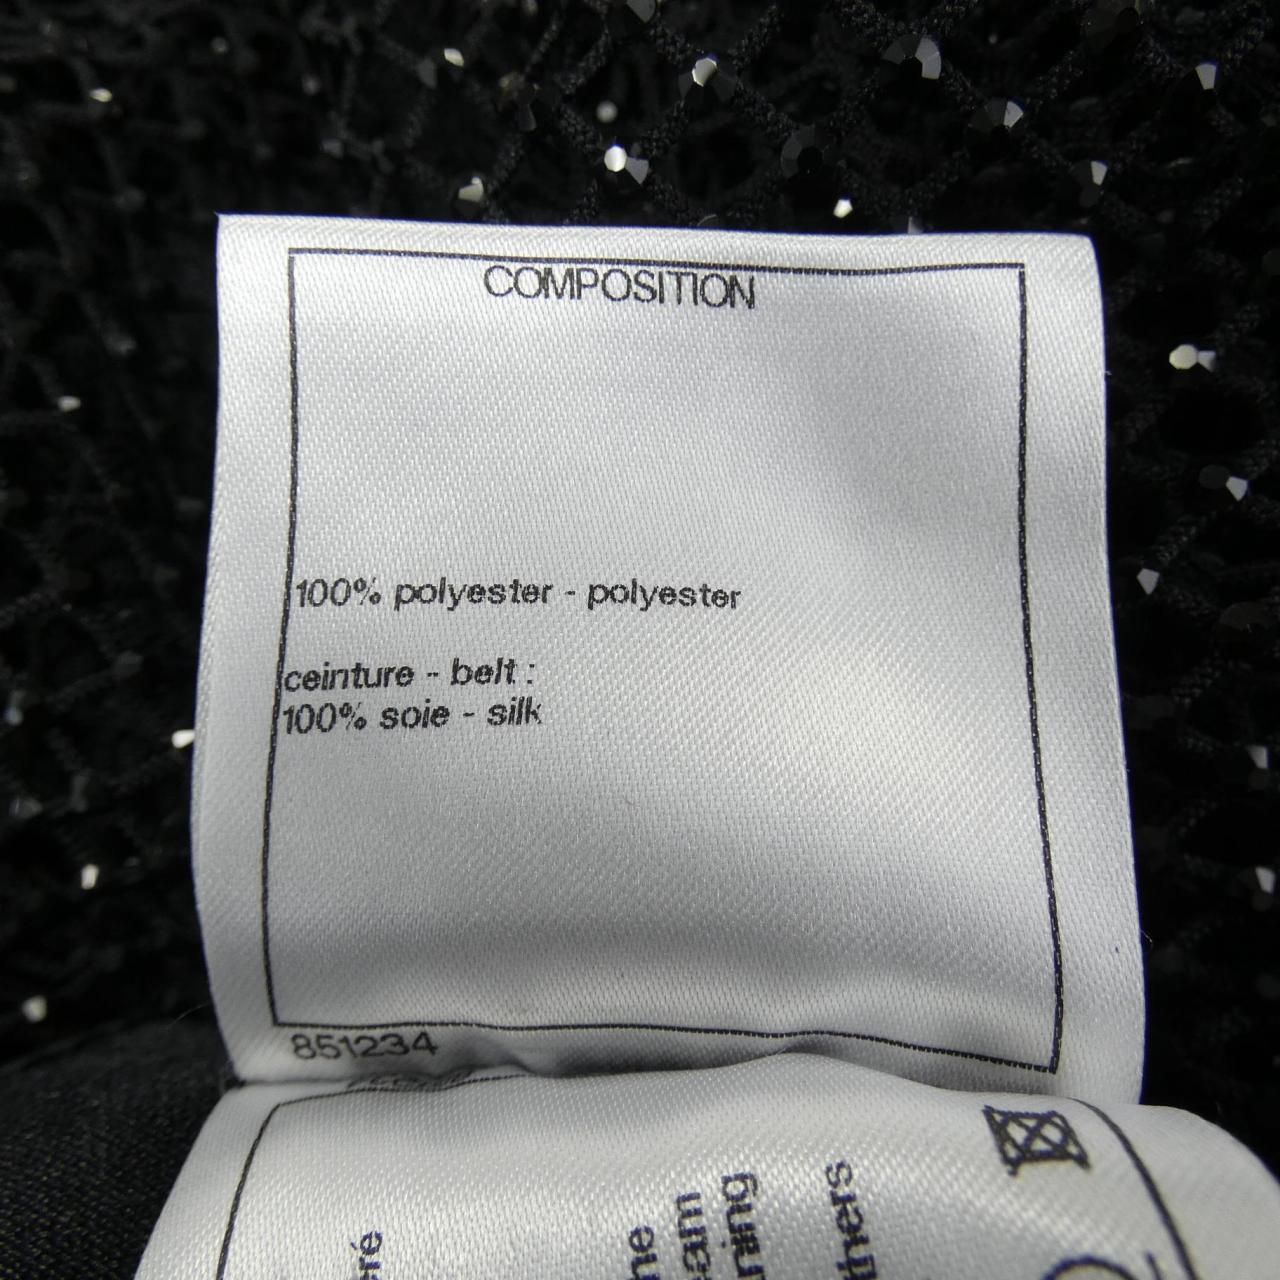 COMPOSITION
100% polyester - polyester
ceinture - belt :
100% soie - silk
851234